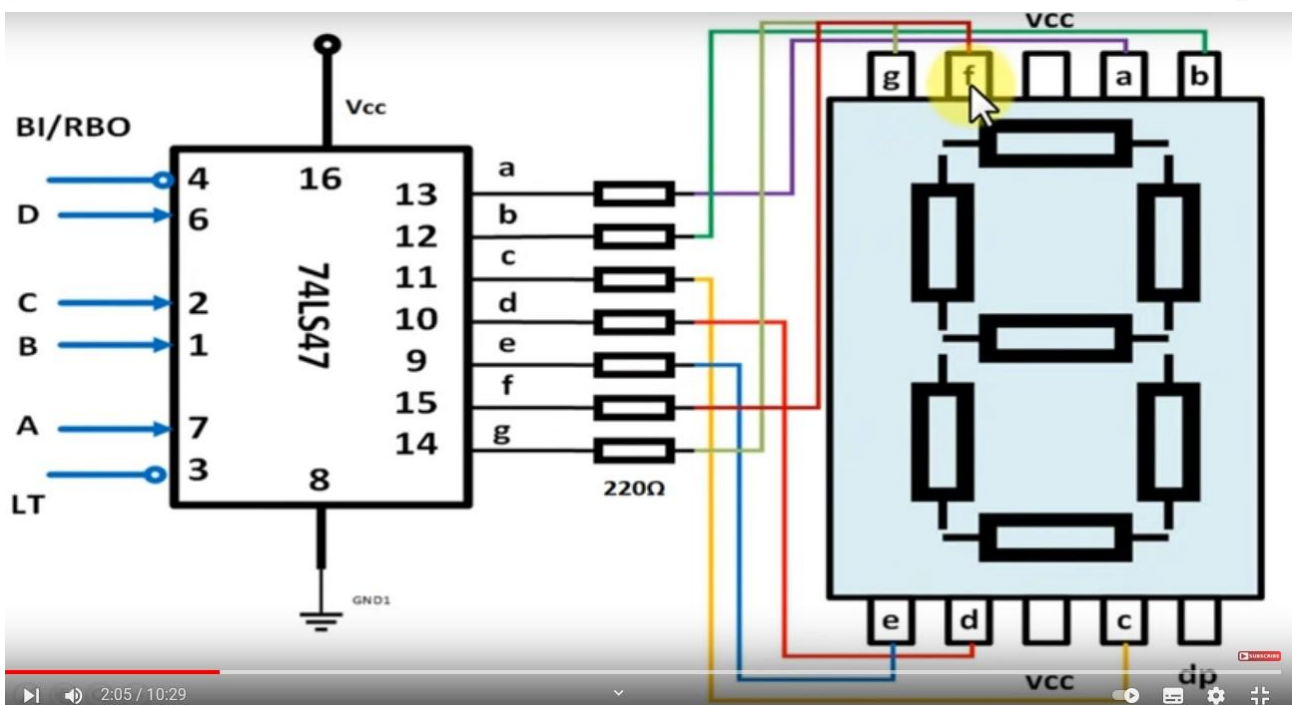 vcc
g f a b
Vcc
BI/RBO
4 16 13 a
D 6 12 b
C 2 11 c
10 d
B 1 9 e
74LS47
A 7 15 f
3 14 g
LT 8
220Ω
GND1
e d c
vcc dp
SUBSCRIBE
2:05 / 10:29